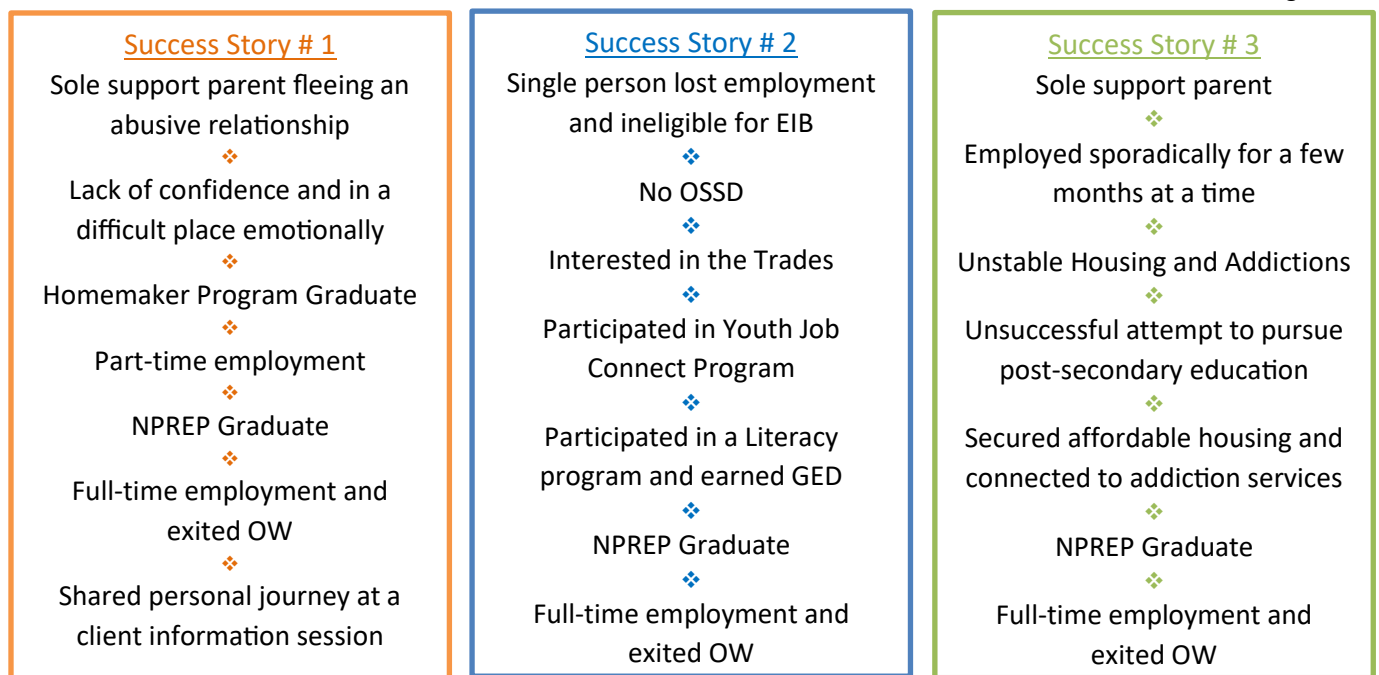 Success Story # 1
Sole support parent fleeing an
abusive relationship
❖
Lack of confidence and in a
difficult place emotionally
❖
Homemaker Program Graduate
❖
Part-time employment
❖
NPREP Graduate
❖
Full-time employment and
exited OW
❖
Shared personal journey at a
client information session
Success Story # 2
Single person lost employment
and ineligible for EIB
❖
No OSSD
❖
Interested in the Trades
❖
Participated in Youth Job
Connect Program
❖
Participated in a Literacy
program and earned GED
❖
NPREP Graduate
❖
Full-time employment and
exited OW
Success Story # 3
Sole support parent
❖
Employed sporadically for a few
months at a time
❖
Unstable Housing and Addictions
❖
Unsuccessful attempt to pursue
post-secondary education
❖
Secured affordable housing and
connected to addiction services
❖
NPREP Graduate
❖
Full-time employment and
exited OW